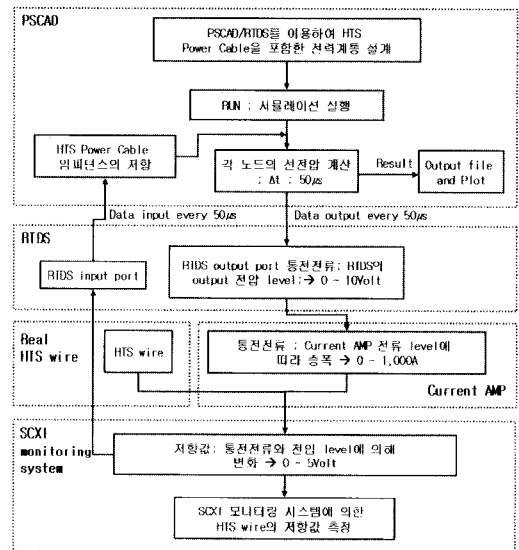 PSCAD
PSCAD/RTDS를 이용하여 HTS
Power Cable을 포함한 전력계통 설계
RUN ; 시뮬레이션 실행
HTS Power Cable
임피던스의 저항
각 노드의 선전압 계산
; Δt ; 50㎲
Result
Output file
and Plot
Data input every 50㎲
Data output every 50㎲
RTDS
RTDS input port
RTDS output port 통전전류; RTDS의
output 전압 level;→ 0 ~ 10Volt
Real
HTS wire
HTS wire
통전전류 ; Current AMP 전류 level에
따라 증폭 → 0 ~ 1,000A
Current AMP
SCXI
monitoring
system
저항값; 통전전류와 전압 level에 의해
변화 → 0 ~ 5Volt
SCXI 모니터링 시스템에 의한
HTS wire의 저항값 측정